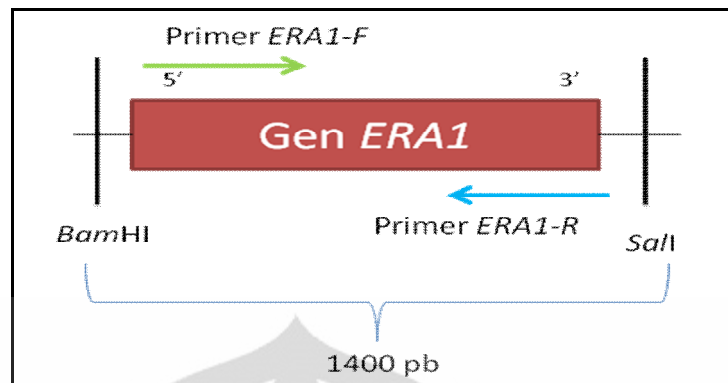 Primer ERA1-F
5’ 3’
Gen ERA1
Primer ERA1-R
BamHI SalI
1400 pb